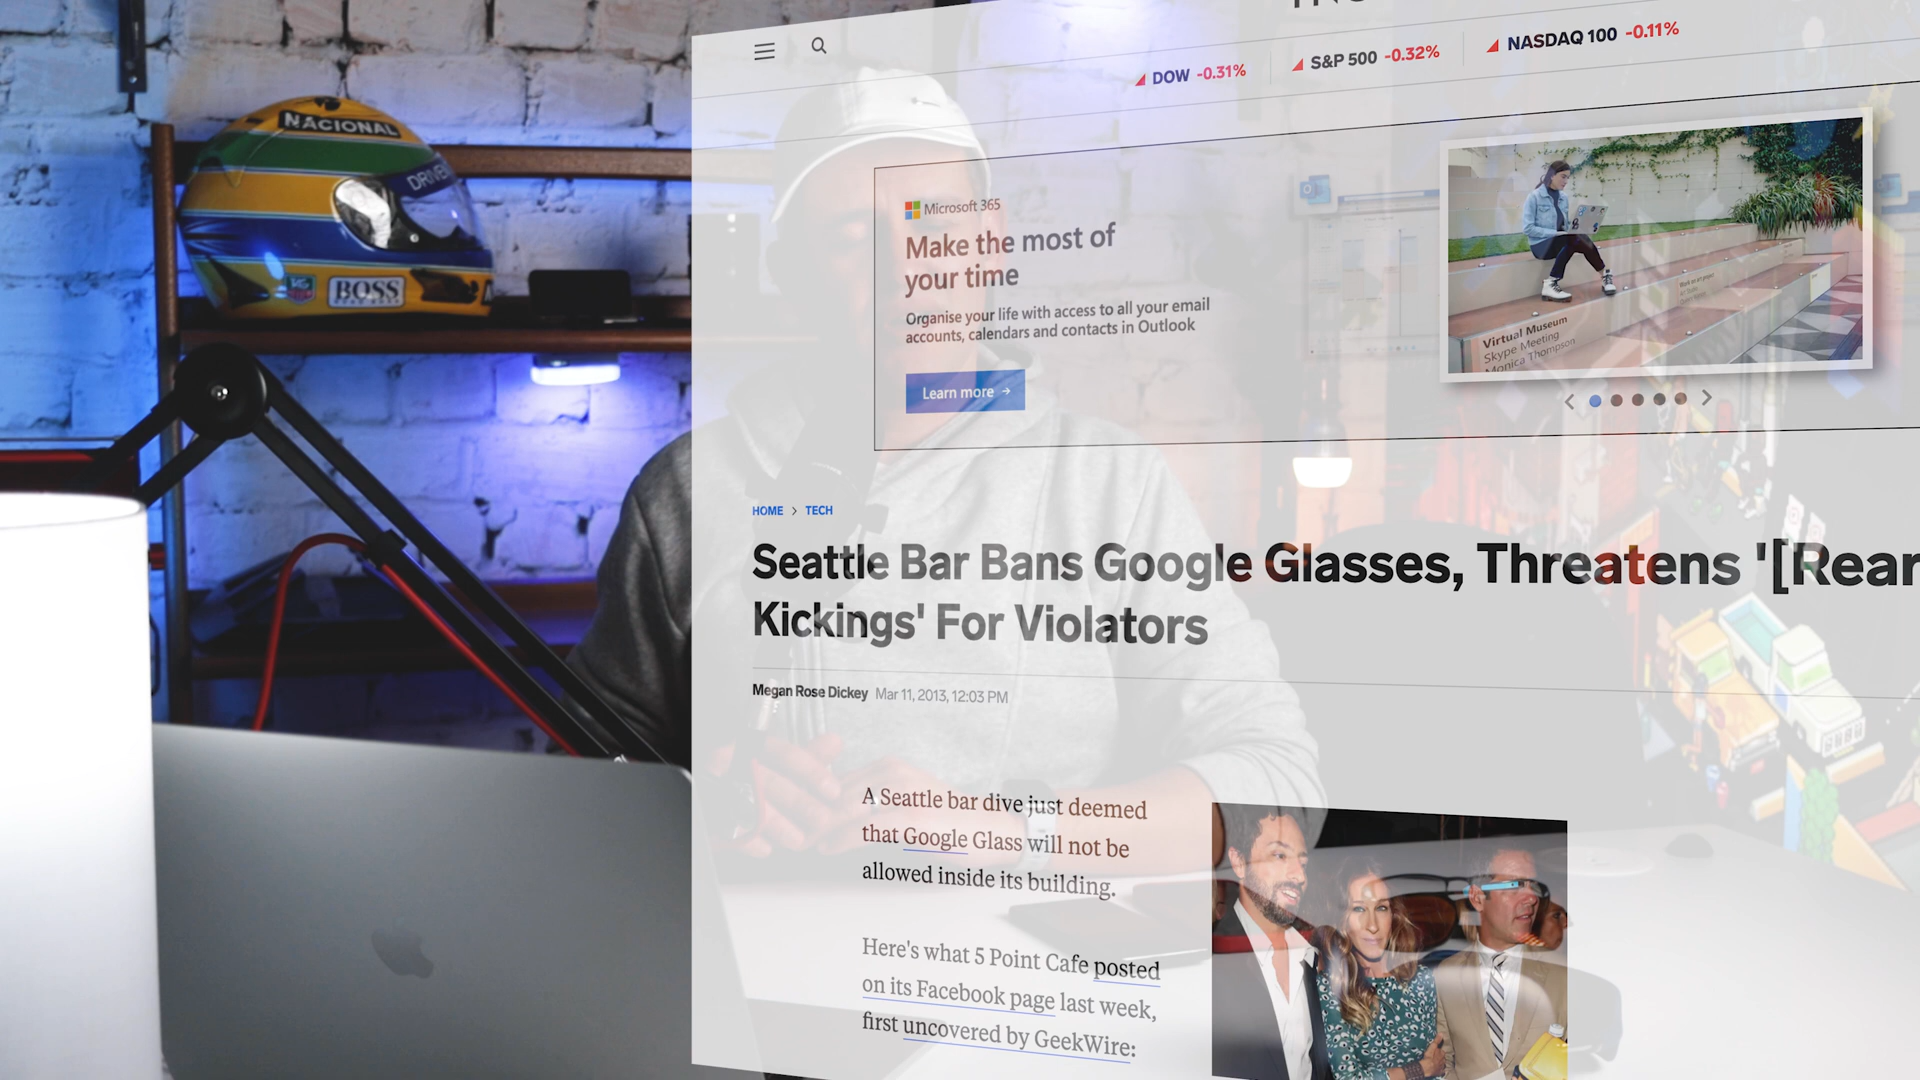 NACIONAL
DRIVE
BOSS
DOW -0.31%
S&P 500 -0.32%
NASDAQ 100 -0.11%
Microsoft 365
Make the most of
your time
Organise your life with access to all your email
accounts, calendars and contacts in Outlook
Learn more →
Virtual Museum
Skype Meeting
Monica Thompson
HOME > TECH
Seattle Bar Bans Google Glasses, Threatens '[Rear
Kickings' For Violators
Megan Rose Dickey Mar 11, 2013, 12:03 PM
A Seattle bar dive just deemed
that Google Glass will not be
allowed inside its building.
Here's what 5 Point Cafe posted
on its Facebook page last week,
first uncovered by GeekWire: